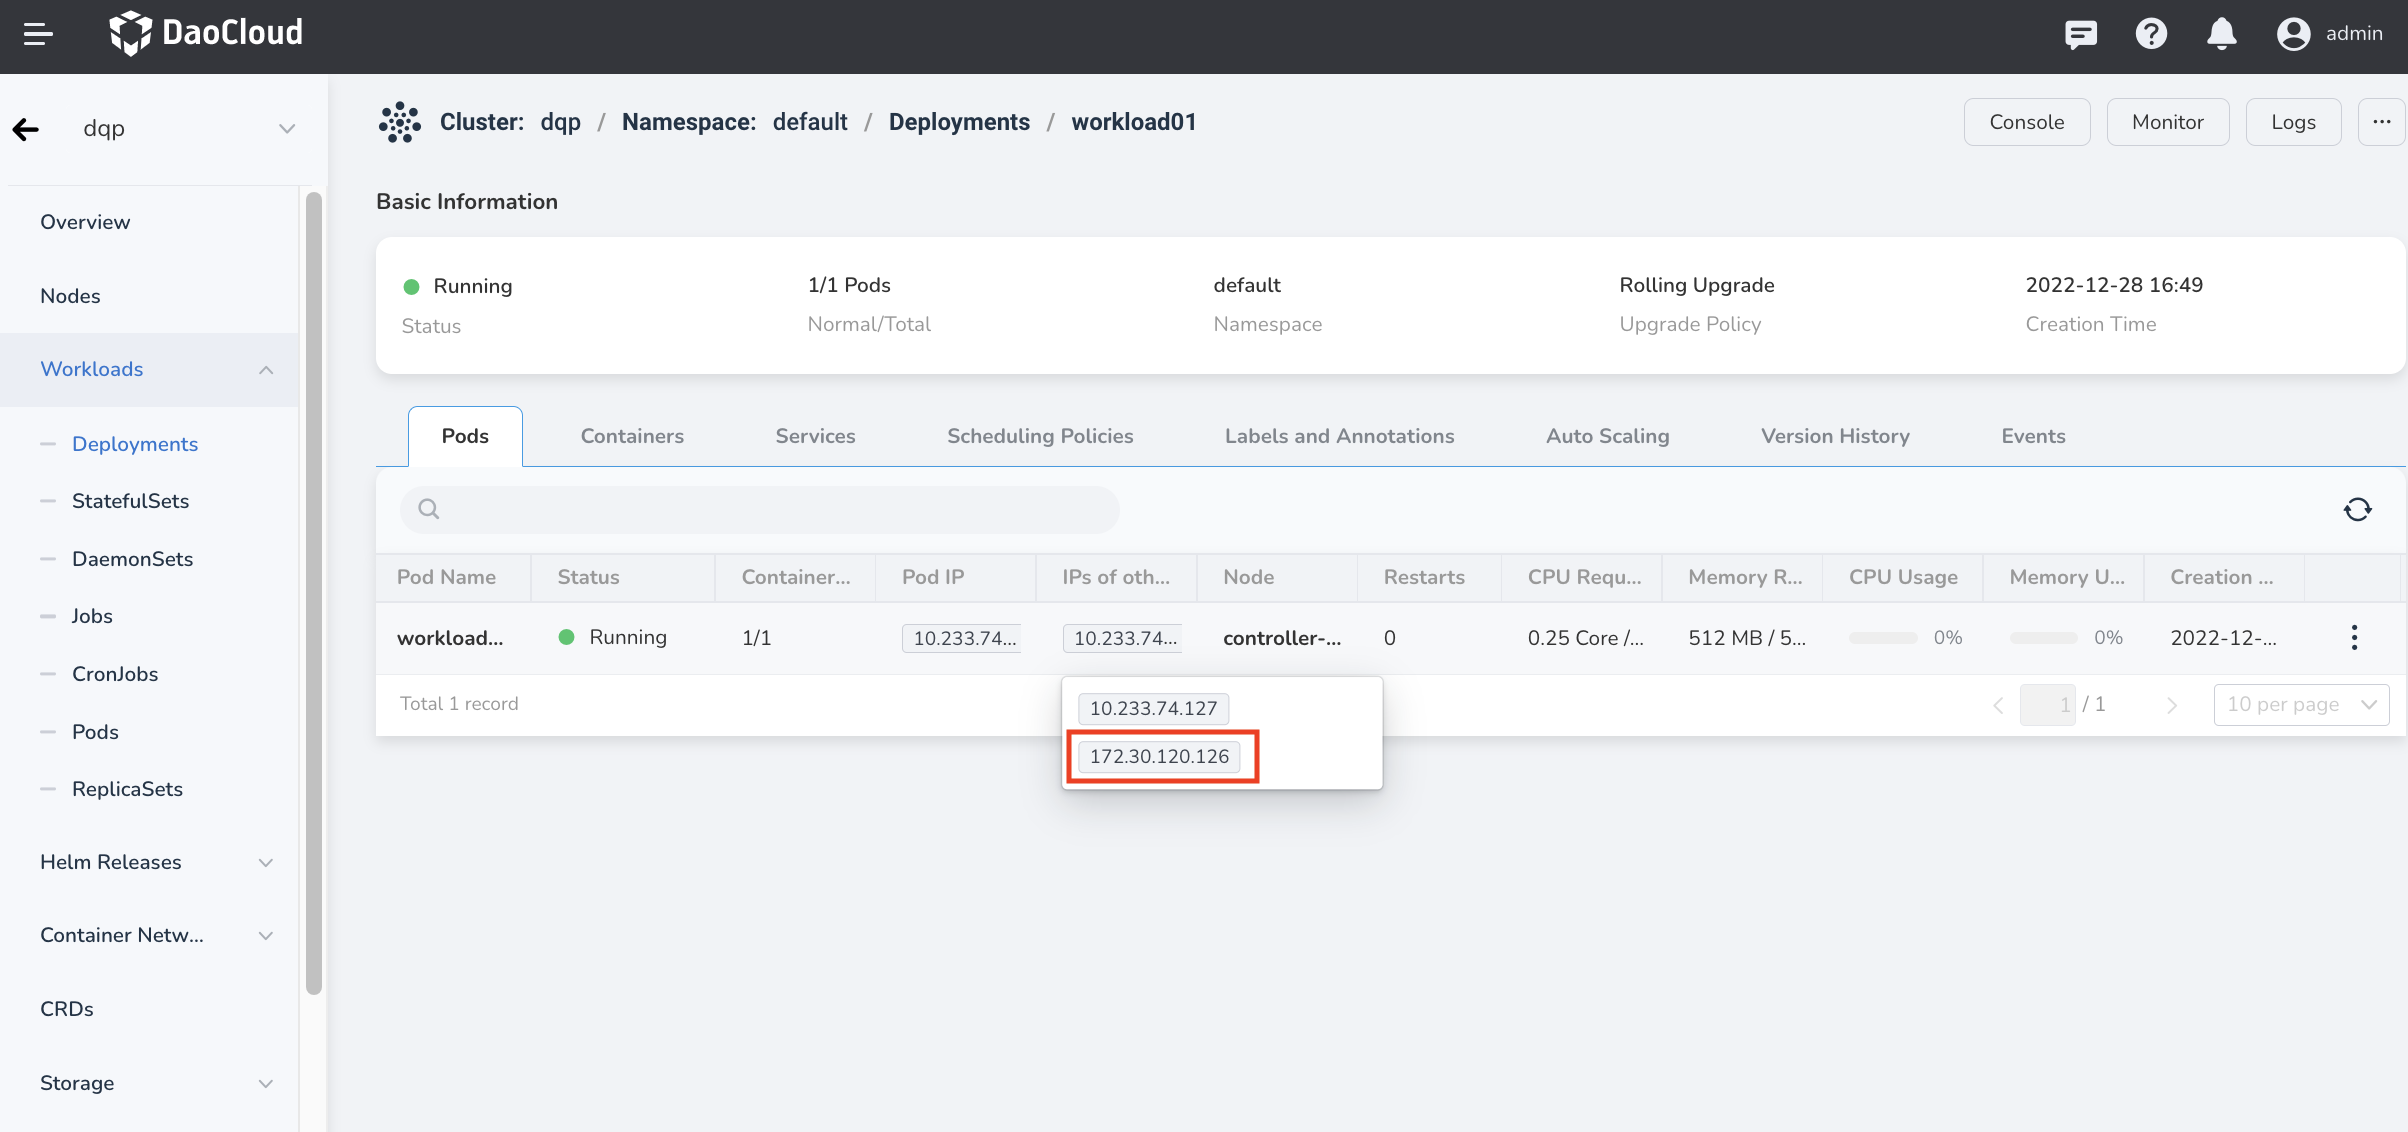 DaoCloud
admin
dqp
Cluster: dqp / Namespace: default / Deployments / workload01
Console
Monitor
Logs
...
Overview
Nodes
Workloads
Deployments
StatefulSets
DaemonSets
Jobs
CronJobs
Pods
ReplicaSets
Helm Releases
Container Netw...
CRDs
Storage
Basic Information
Running
Status
1/1 Pods
Normal/Total
default
Namespace
Rolling Upgrade
Upgrade Policy
2022-12-28 16:49
Creation Time
Pods Containers Services Scheduling Policies Labels and Annotations Auto Scaling Version History Events
Pod Name Status Container... Pod IP IPs of oth... Node Restarts CPU Requ... Memory R... CPU Usage Memory U... Creation ...
workload... Running 1/1 10.233.74... 10.233.74... controller-... 0 0.25 Core /... 512 MB / 5... 0% 0% 2022-12-...
10.233.74.127
172.30.120.126
Total 1 record
1 / 1
10 per page